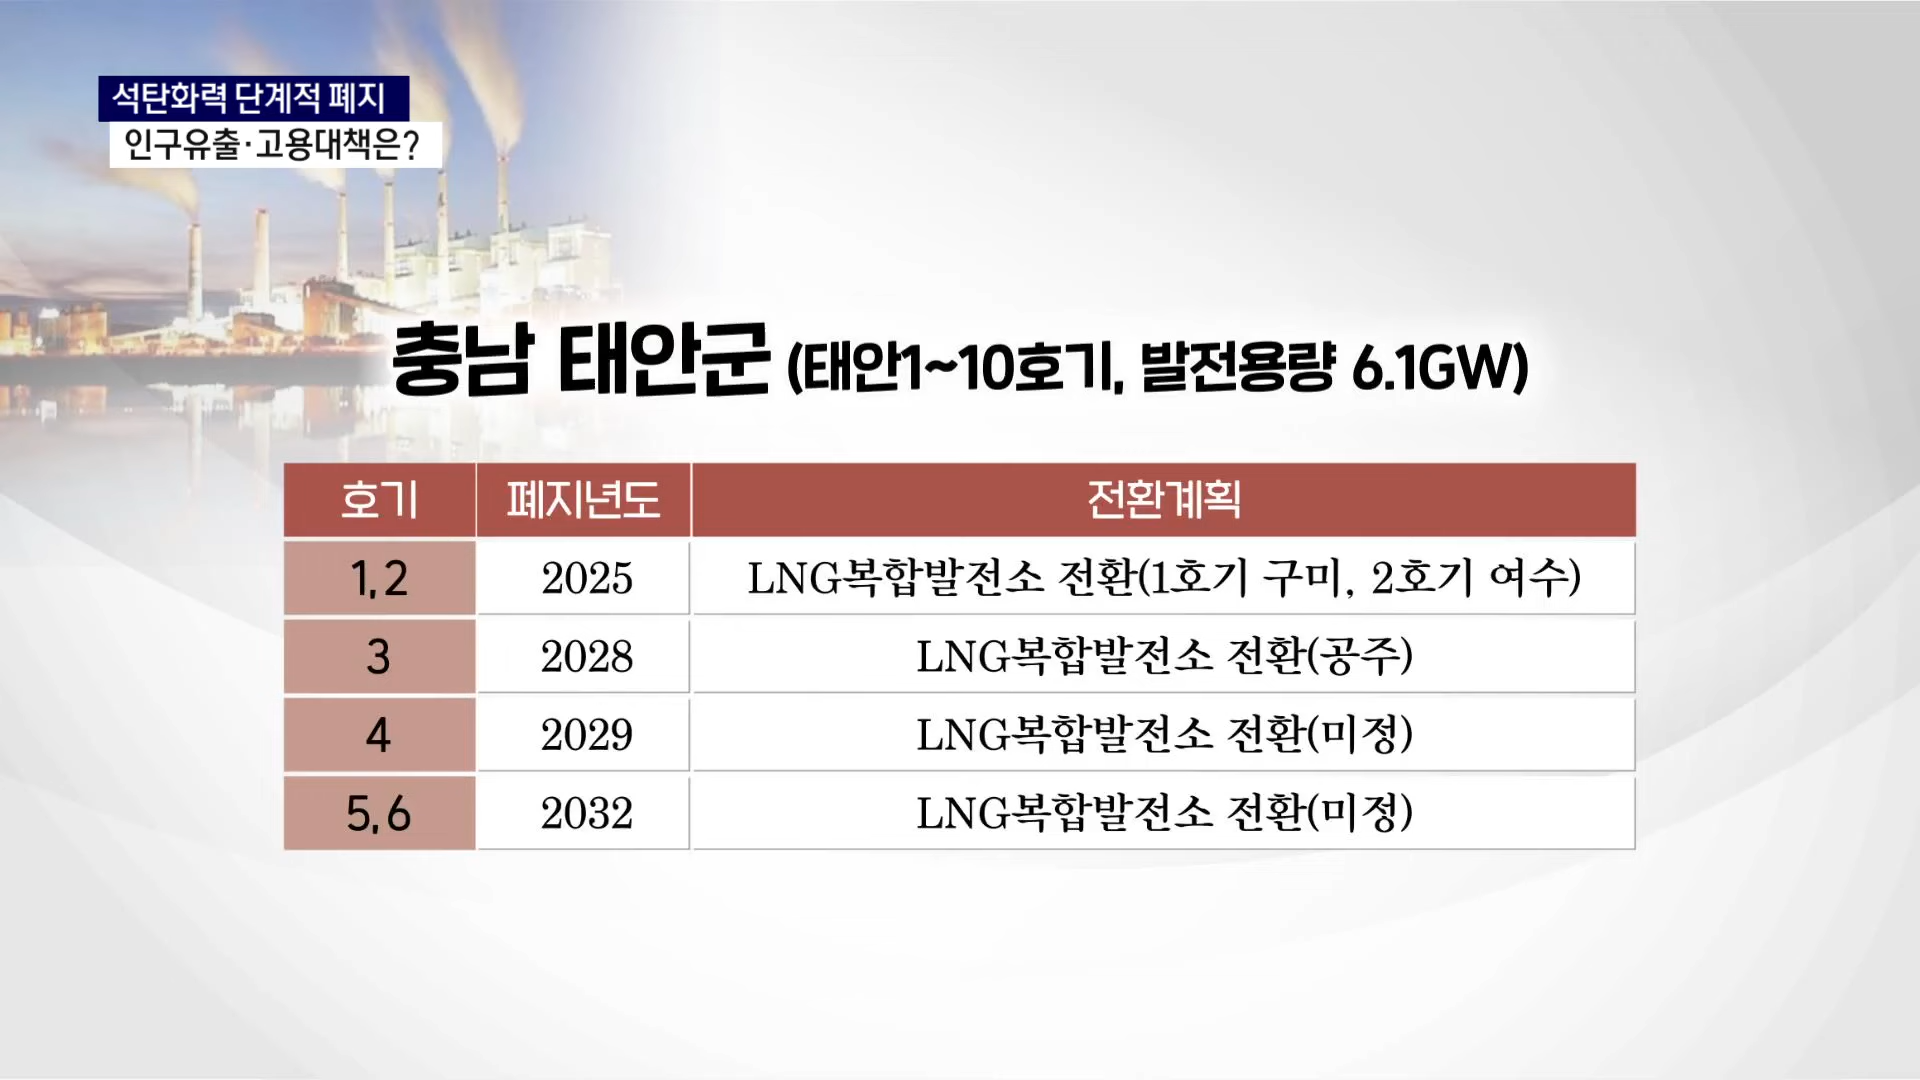 석탄화력 단계적 폐지
인구유출·고용대책은?
충남 태안군 (태안1~10호기, 발전용량 6.1GW)
호기 폐지년도 전환계획
1,2 2025 LNG복합발전소 전환(1호기 구미, 2호기 여수)
3 2028 LNG복합발전소 전환(공주)
4 2029 LNG복합발전소 전환(미정)
5,6 2032 LNG복합발전소 전환(미정)